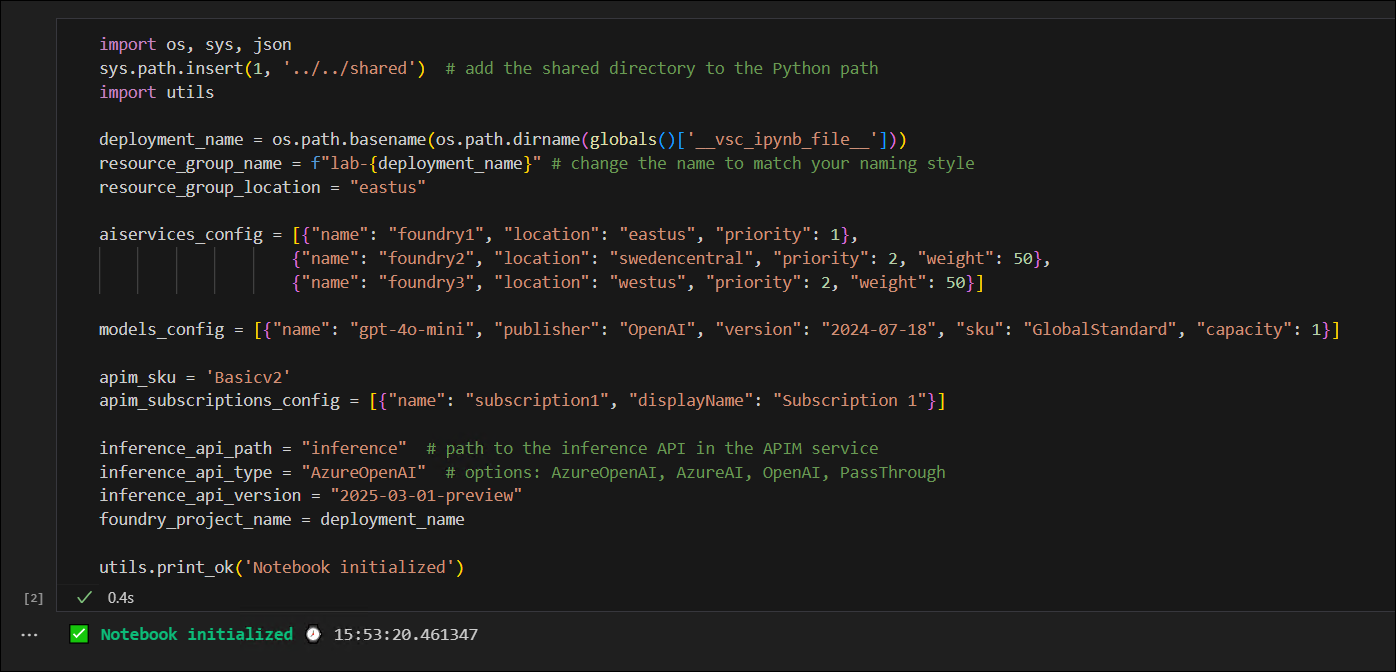 import os, sys, json
sys.path.insert(1, '../../shared')  # add the shared directory to the Python path
import utils

deployment_name = os.path.basename(os.path.dirname(globals()['__vsc_ipynb_file__']))
resource_group_name = f"lab-{deployment_name}" # change the name to match your naming style
resource_group_location = "eastus"

aiservices_config = [{"name": "foundry1", "location": "eastus", "priority": 1},
                    {"name": "foundry2", "location": "swedencentral", "priority": 2, "weight": 50},
                    {"name": "foundry3", "location": "westus", "priority": 2, "weight": 50}]

models_config = [{"name": "gpt-4o-mini", "publisher": "OpenAI", "version": "2024-07-18", "sku": "GlobalStandard", "capacity": 1}]

apim_sku = 'Basicv2'
apim_subscriptions_config = [{"name": "subscription1", "displayName": "Subscription 1"}]

inference_api_path = "inference"  # path to the inference API in the APIM service
inference_api_type = "AzureOpenAI"  # options: AzureOpenAI, AzureAI, OpenAI, PassThrough
inference_api_version = "2025-03-01-preview"
foundry_project_name = deployment_name

utils.print_ok('Notebook initialized')
[2] ✓ 0.4s
... ✅ Notebook initialized ⌚ 15:53:20.461347